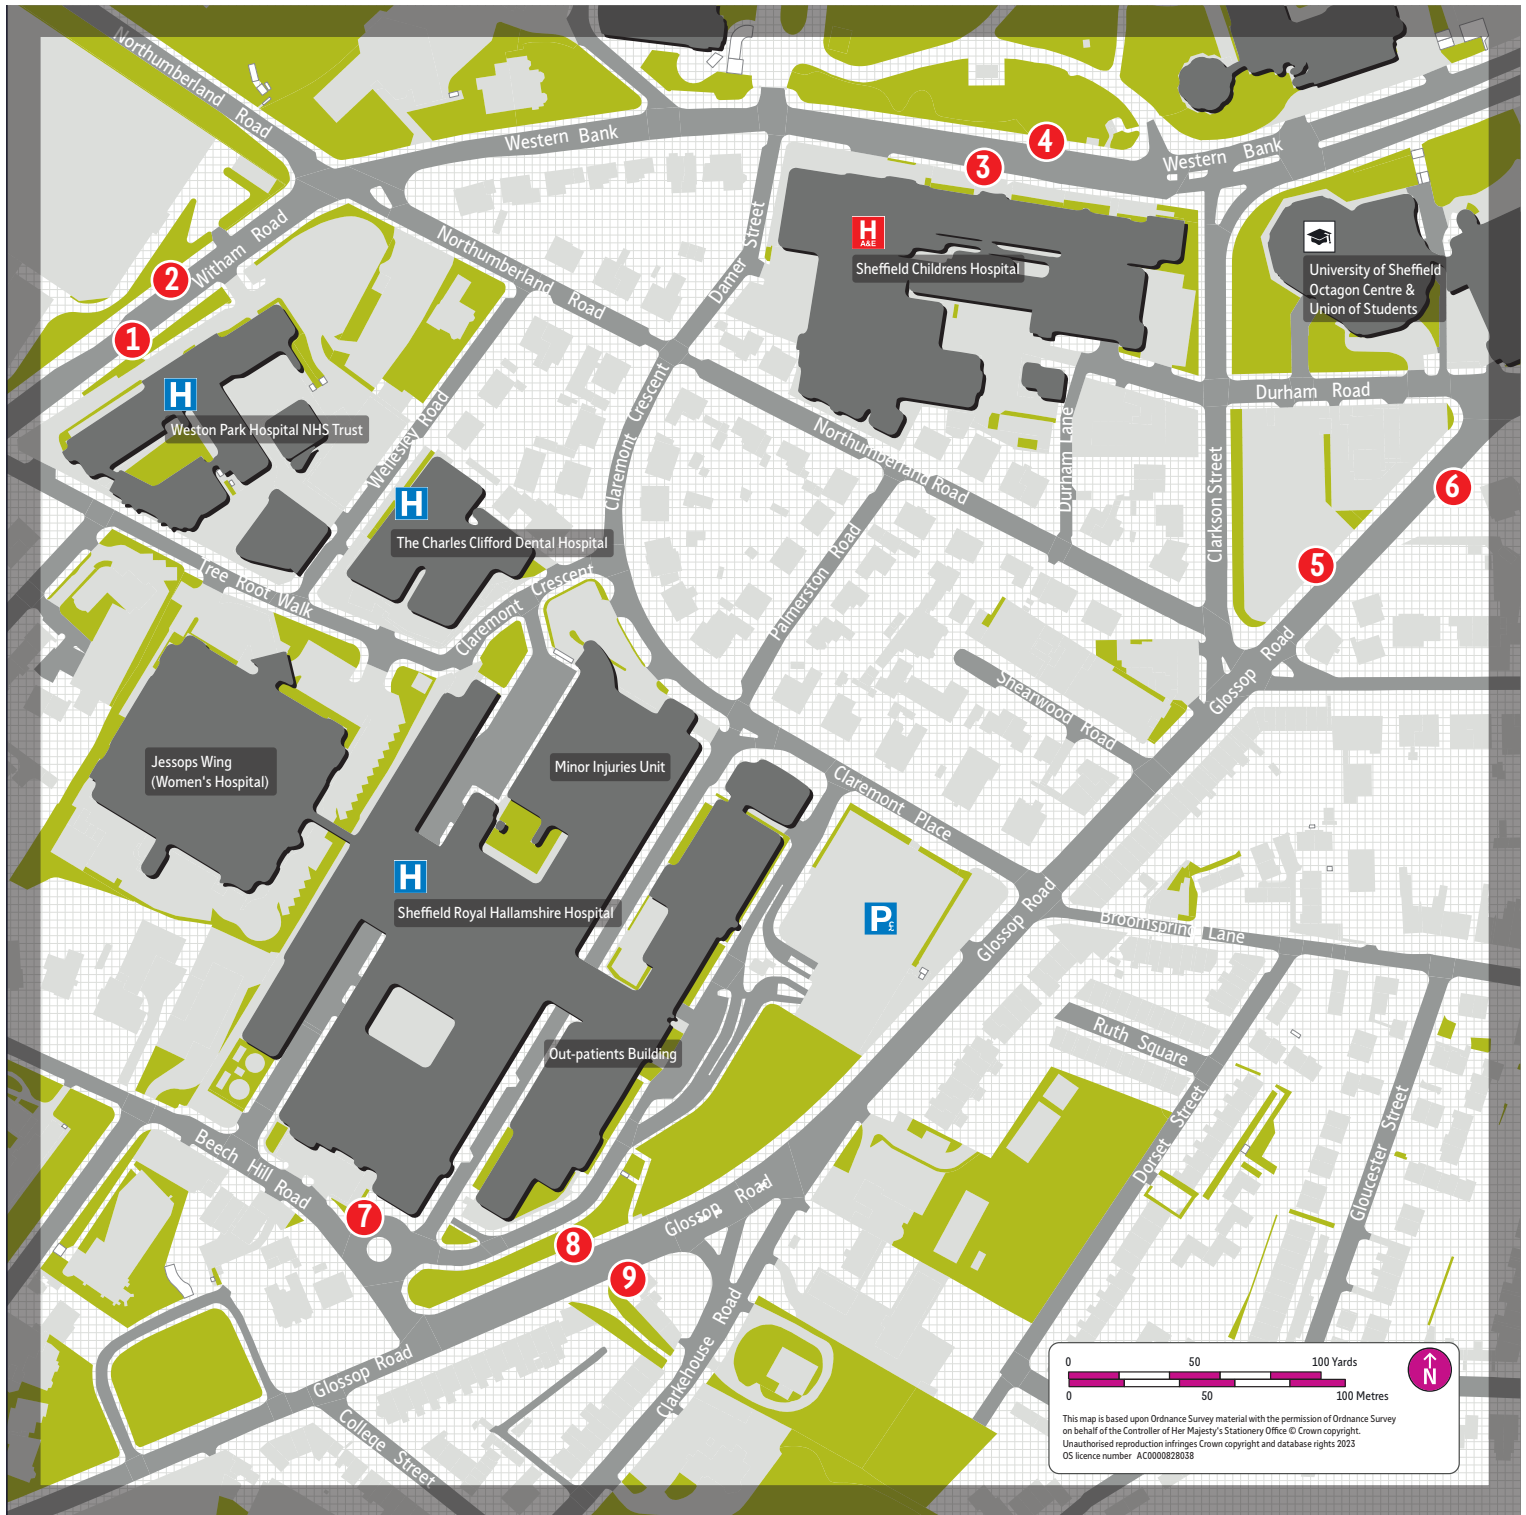 Northumberland Road
Western Bank
4
3
Western Bank
Witham Road
2
1
Northumberland Road
Damer Street
H
A&E
Sheffield Childrens Hospital
University of Sheffield
Octagon Centre &
Union of Students
H
Weston Park Hospital NHS Trust
Wellesley Road
Claremont Crescent
Northumberland Road
Durham Lane
Durham Road
Clarkson Street
6
5
H
The Charles Clifford Dental Hospital
Tree Root Walk
Claremont Crescent
Palmerston Road
Shearwood Road
Glossop Road
Jessops Wing
(Women's Hospital)
Minor Injuries Unit
Claremont Place
H
Sheffield Royal Hallamshire Hospital
P£
Glossop Road
Broomspring Lane
Ruth Square
Out-patients Building
Dorset Street
Gloucester Street
Beech Hill Road
7
8
9
Glossop Road
Clarkehouse Road
Glossop Road
College Street
0 50 100 Yards
0 50 100 Metres
N
This map is based upon Ordnance Survey material with the permission of Ordnance Survey
on behalf of the Controller of Her Majesty's Stationery Office © Crown copyright.
Unauthorised reproduction infringes Crown copyright and database rights 2023
OS licence number AC0000828038